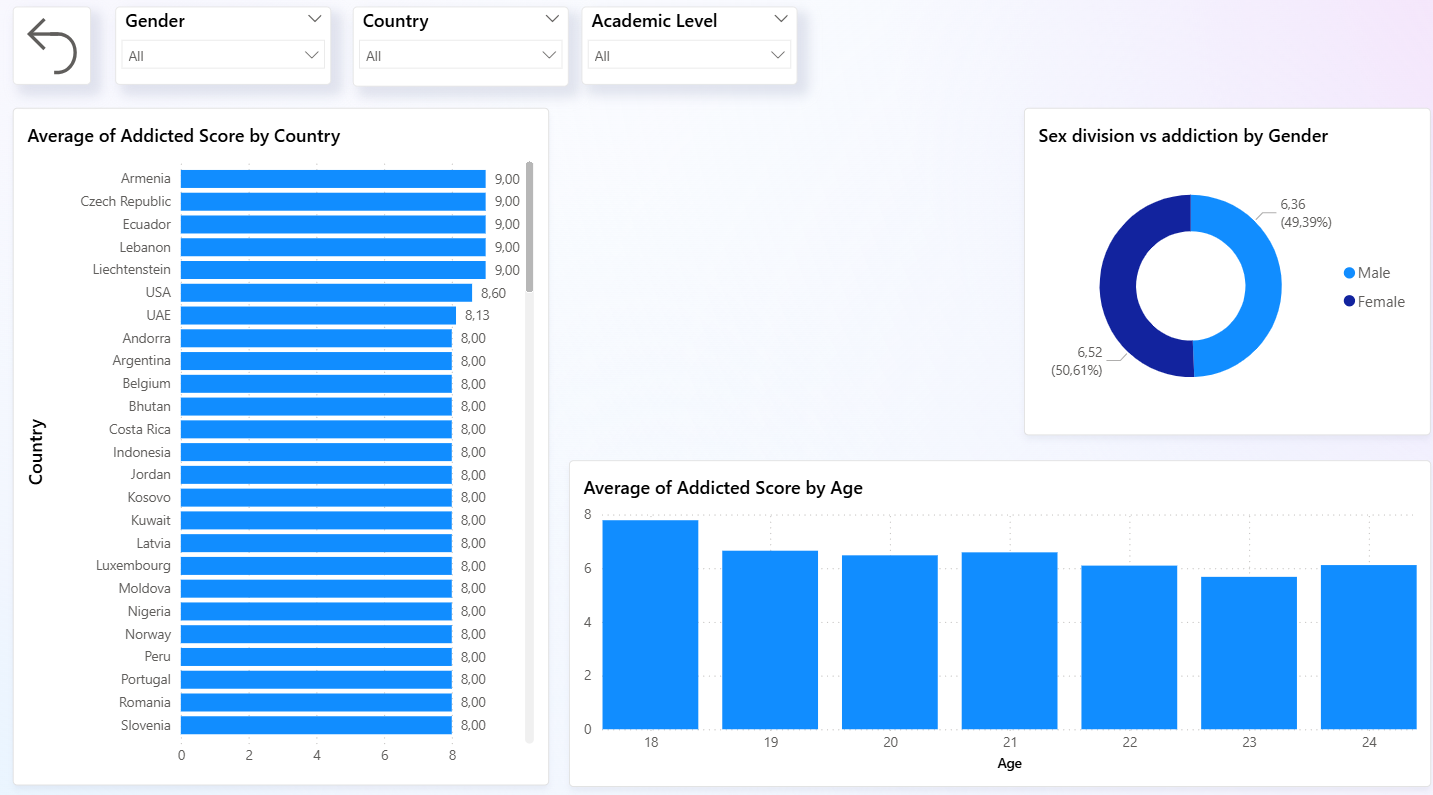 Gender
All
Country
All
Academic Level
All
Average of Addicted Score by Country
Country
Armenia 9,00
Czech Republic 9,00
Ecuador 9,00
Lebanon 9,00
Liechtenstein 9,00
USA 8,60
UAE 8,13
Andorra 8,00
Argentina 8,00
Belgium 8,00
Bhutan 8,00
Costa Rica 8,00
Indonesia 8,00
Jordan 8,00
Kosovo 8,00
Kuwait 8,00
Latvia 8,00
Luxembourg 8,00
Moldova 8,00
Nigeria 8,00
Norway 8,00
Peru 8,00
Portugal 8,00
Romania 8,00
Slovenia 8,00
0 2 4 6 8
Sex division vs addiction by Gender
6,36
(49,39%)
6,52
(50,61%)
Male
Female
Average of Addicted Score by Age
8
6
4
2
0
18 19 20 21 22 23 24
Age